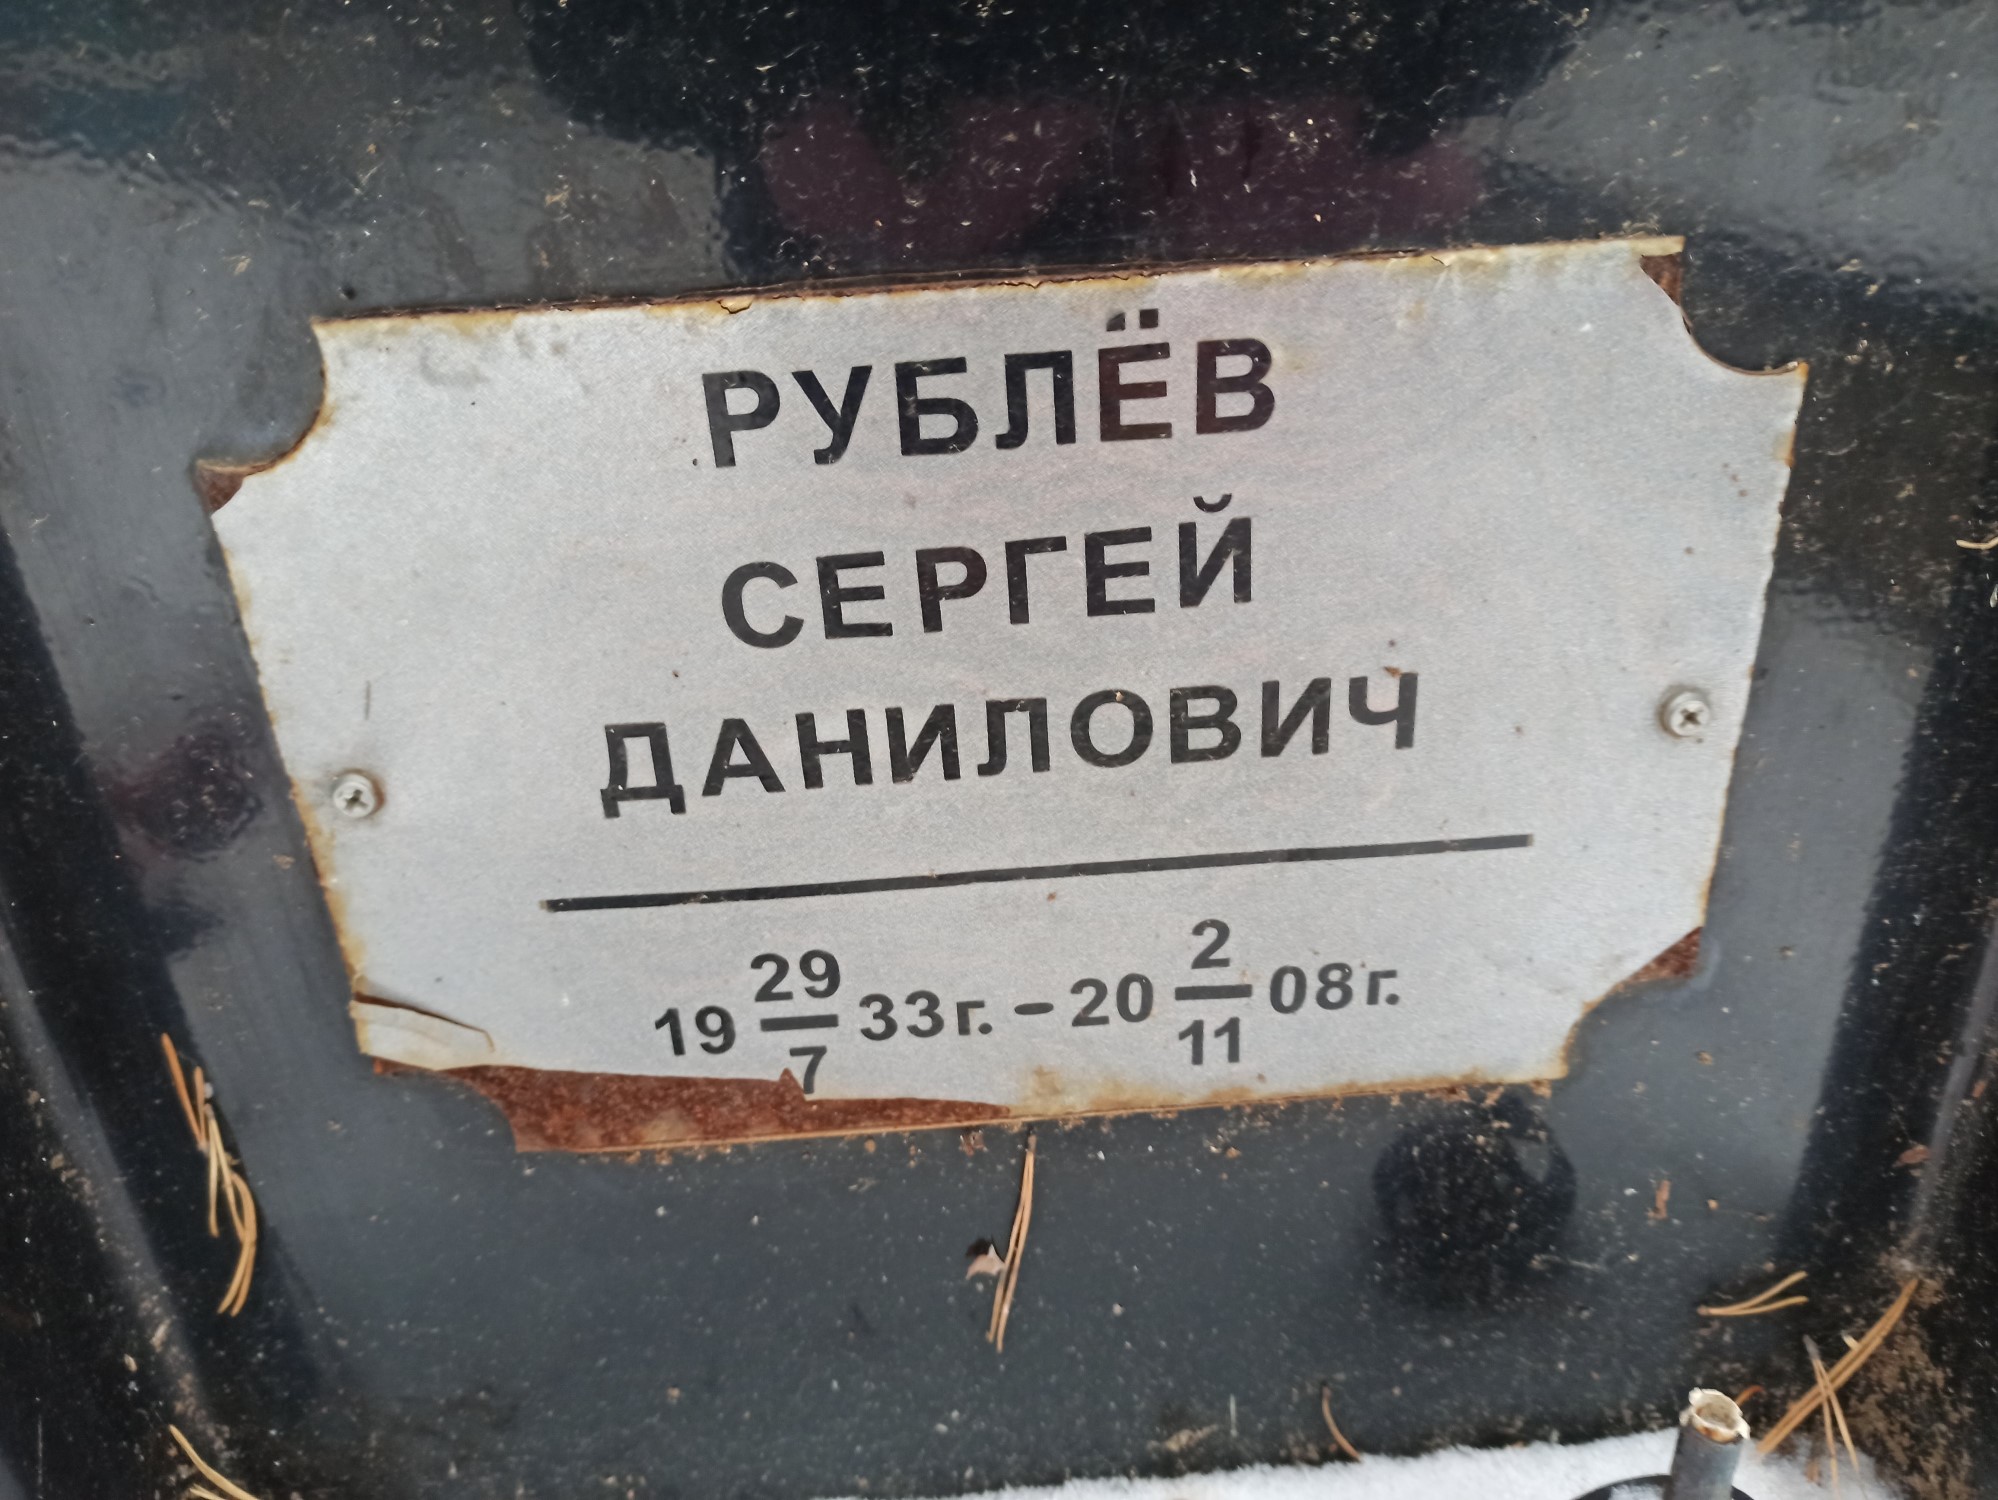 РУБЛЁВ
СЕРГЕЙ
ДАНИЛОВИЧ
19 29/7 33г. – 20 2/11 08г.